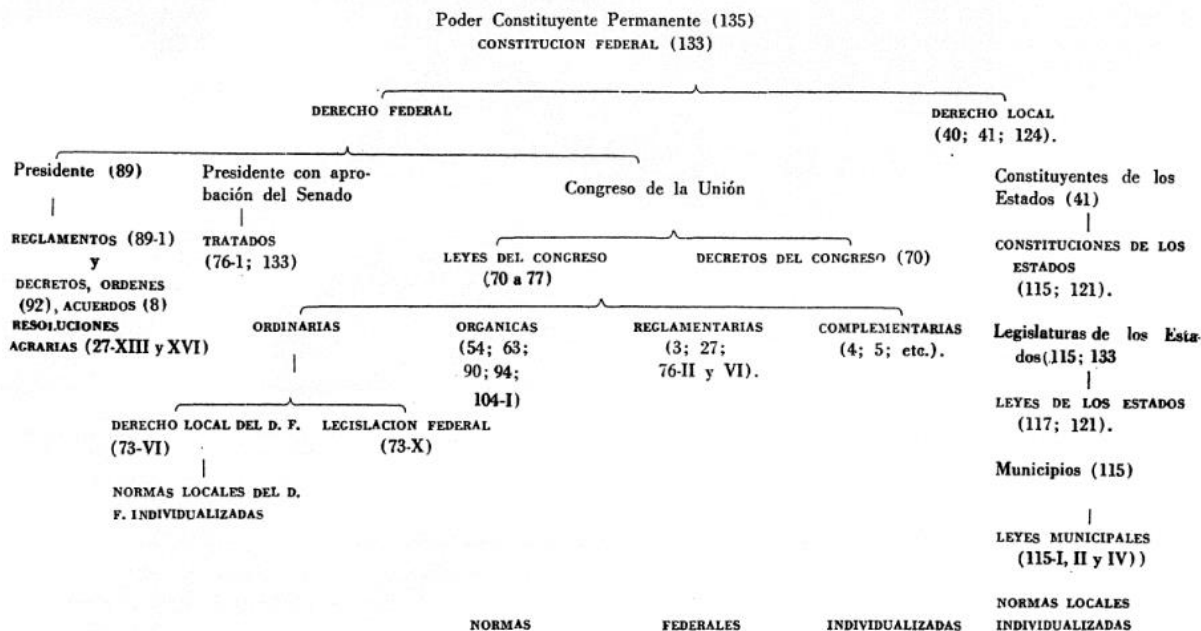 Poder Constituyente Permanente (135)
CONSTITUCION FEDERAL (133)
DERECHO FEDERAL
DERECHO LOCAL
(40; 41; 124).
Presidente (89)
REGLAMENTOS (89-1)
y
DECRETOS, ORDENES
(92), ACUERDOS (8)
RESOLUCIONES
AGRARIAS (27-XIII y XVI)
Presidente con apro-
bación del Senado
TRATADOS
(76-1; 133)
Congreso de la Unión
LEYES DEL CONGRESO
(70 a 77)
DECRETOS DEL CONGRESO (70)
ORDINARIAS
ORGANICAS
(54; 63;
90; 94;
104-I)
REGLAMENTARIAS
(3; 27;
76-II y VI).
COMPLEMENTARIAS
(4; 5; etc.).
DERECHO LOCAL DEL D. F.
(73-VI)
LEGISLACION FEDERAL
(73-X)
NORMAS LOCALES DEL D.
F. INDIVIDUALIZADAS
Constituyentes de los
Estados (41)
CONSTITUCIONES DE LOS
ESTADOS
(115; 121).
Legislaturas de los Esta-
dos(115; 133
LEYES DE LOS ESTADOS
(117; 121).
Municipios (115)
LEYES MUNICIPALES
(115-I, II y IV))
NORMAS FEDERALES INDIVIDUALIZADAS
NORMAS LOCALES
INDIVIDUALIZADAS